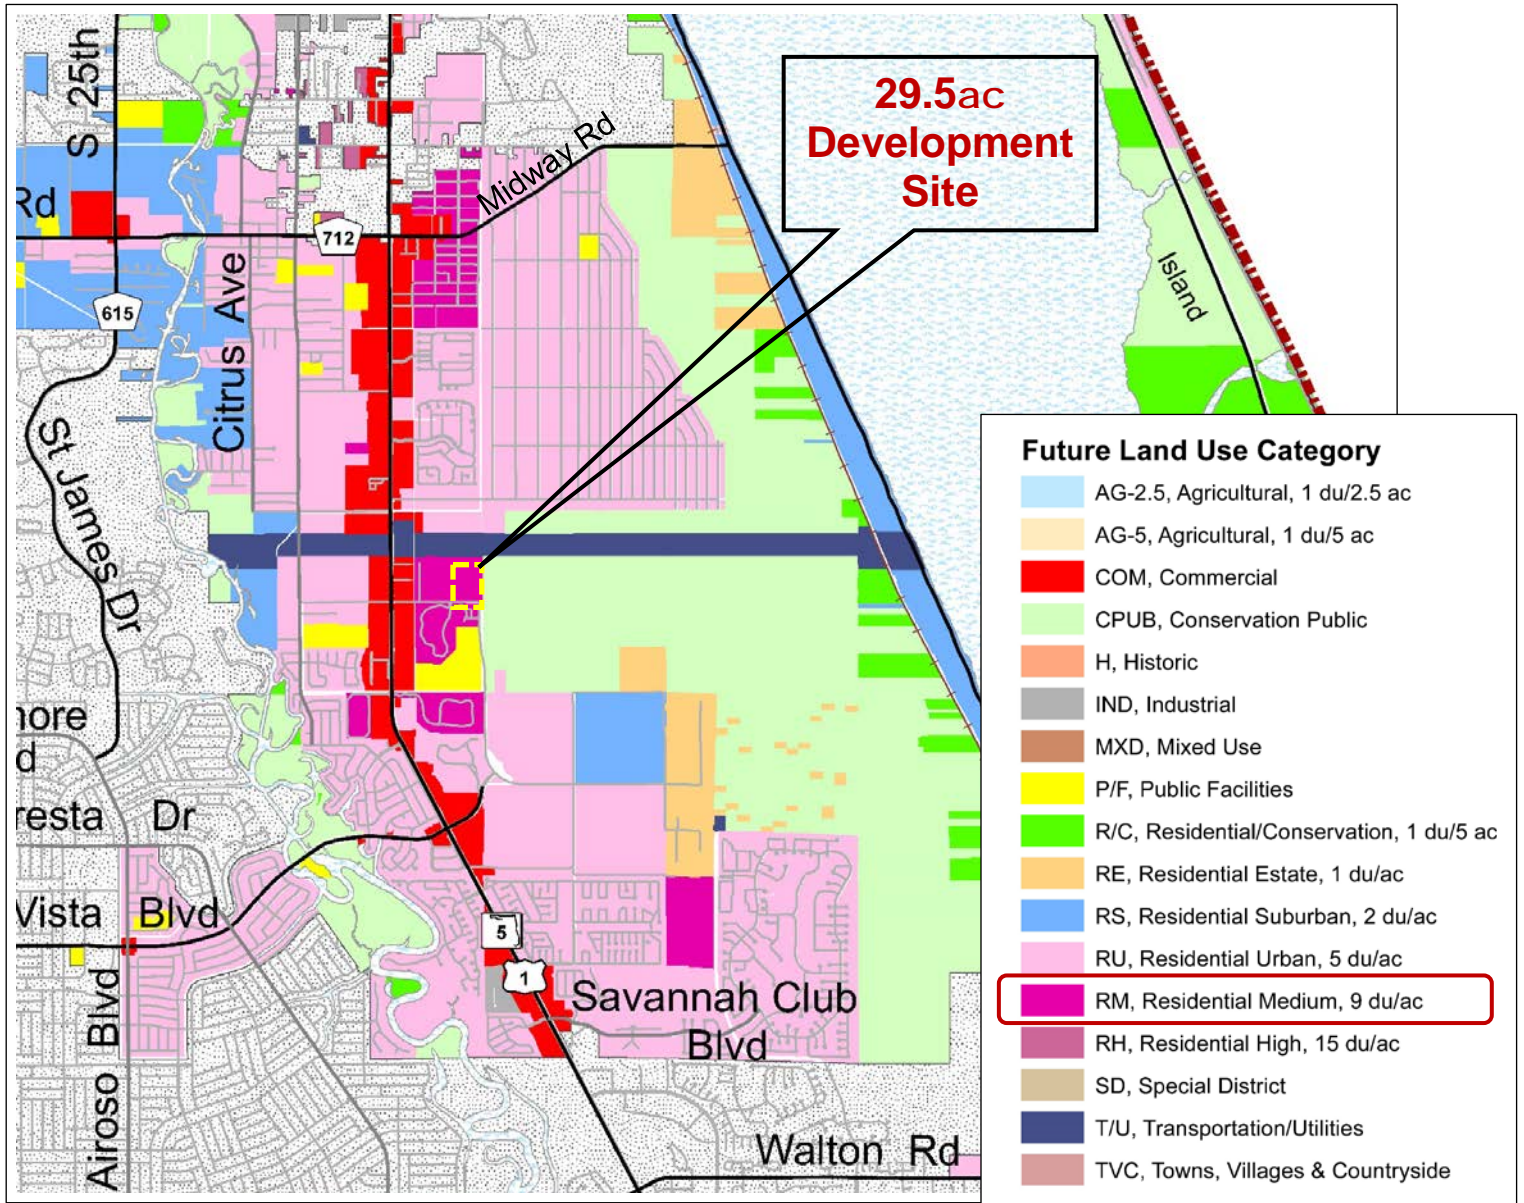 S 25th
29.5ac
Development
Site
Midway Rd
Rd
712
Citrus Ave
615
Island
St James Dr
Future Land Use Category
AG-2.5, Agricultural, 1 du/2.5 ac
AG-5, Agricultural, 1 du/5 ac
COM, Commercial
CPUB, Conservation Public
H, Historic
IND, Industrial
MXD, Mixed Use
P/F, Public Facilities
R/C, Residential/Conservation, 1 du/5 ac
RE, Residential Estate, 1 du/ac
RS, Residential Suburban, 2 du/ac
RU, Residential Urban, 5 du/ac
RM, Residential Medium, 9 du/ac
RH, Residential High, 15 du/ac
SD, Special District
T/U, Transportation/Utilities
TVC, Towns, Villages & Countryside
nore
d
resta Dr
Vista Blvd
5
1
Savannah Club
Blvd
Airoso Blvd
Walton Rd